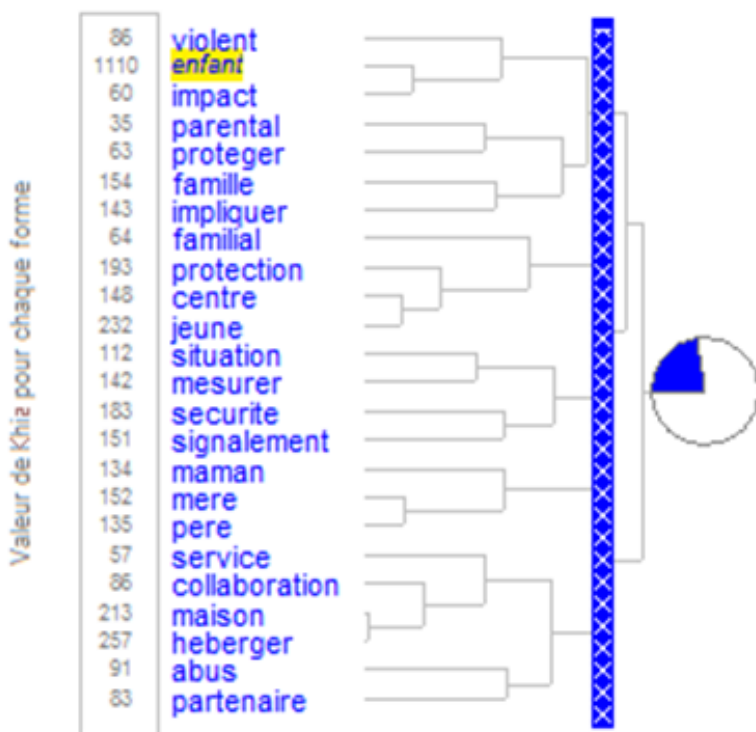 Valeur de Khi2 pour chaque forme
86 violent
1110 enfant
60 impact
35 parental
63 proteger
154 famille
143 impliquer
64 familial
193 protection
148 centre
232 jeune
112 situation
142 mesurer
183 securite
151 signalement
134 maman
152 mere
135 pere
57 service
86 collaboration
213 maison
257 heberger
91 abus
83 partenaire